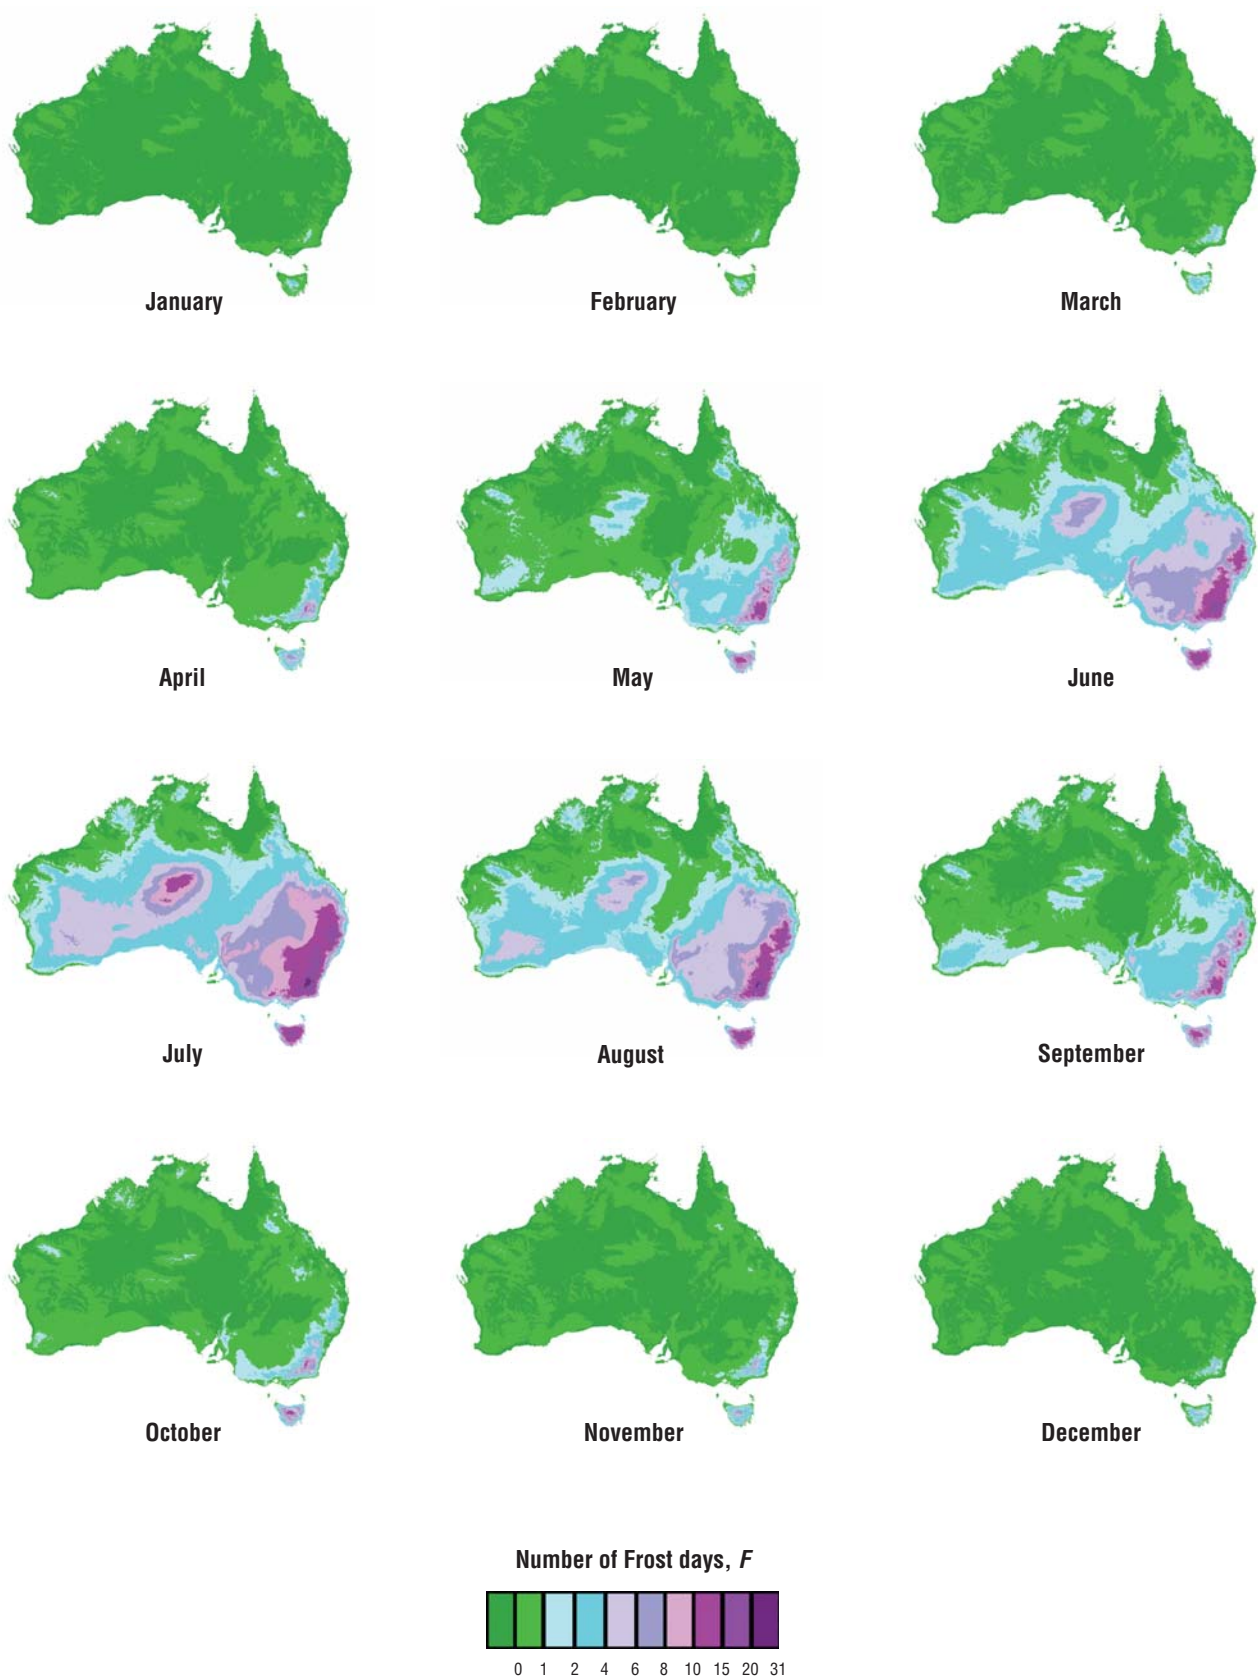 January
February
March
April
May
June
July
August
September
October
November
December
Number of Frost days, F
0 1 2 4 6 8 10 15 20 31